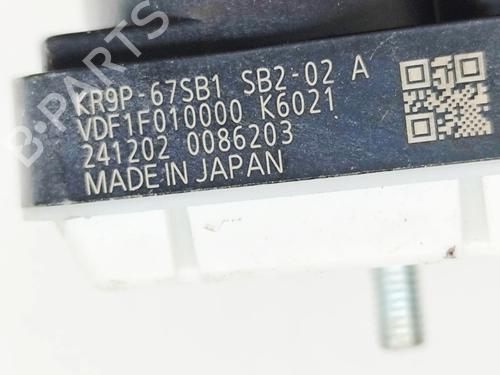 KR9P-67SB1 SB2-02 A
VDF1F010000 K6021
241202 0086203
MADE IN JAPAN
B-PARTS